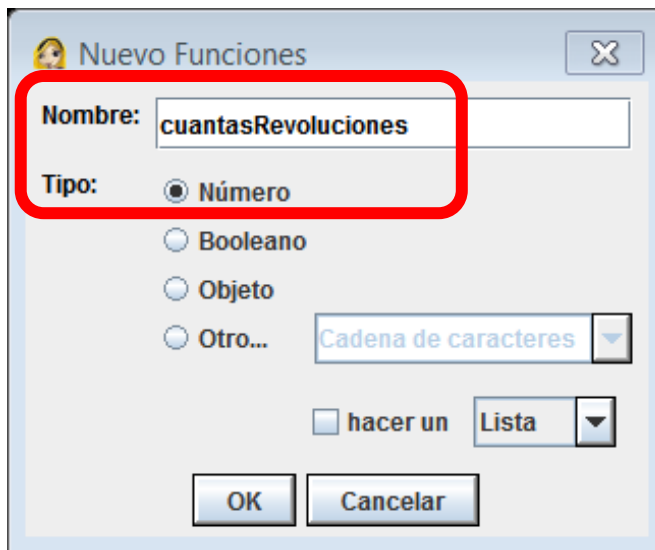 Nuevo Funciones
Nombre: cuantasRevoluciones
Tipo: Número
Booleano
Objeto
Otro... Cadena de caracteres
hacer un Lista
OK Cancelar